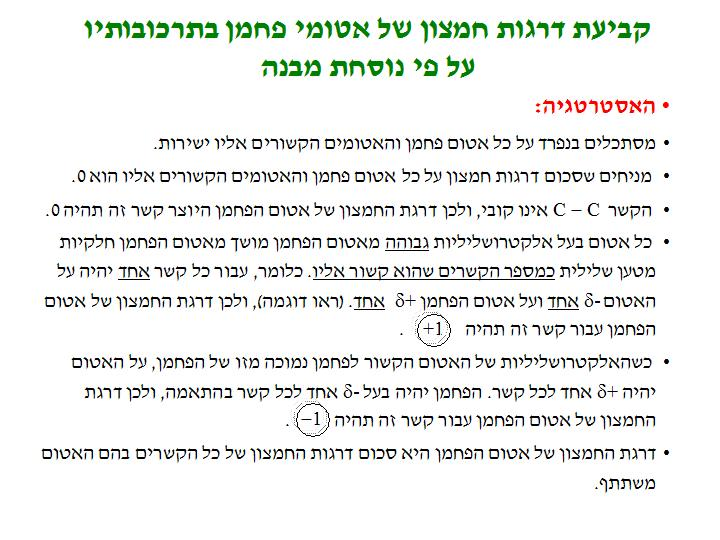 קביעת דרגות חמצון של אטומי פחמן בתרכובותיו
על פי נוסחת מבנה
• האסטרטגיה:
• מסתכלים בנפרד על כל אטום פחמן והאטומים הקשורים אליו ישירות.
• מניחים שסכום דרגות חמצון על כל אטום פחמן והאטומים הקשורים אליו הוא 0.
• הקשר C – C אינו קובי, ולכן דרגת החמצון של אטום הפחמן היוצר קשר זה תהיה 0.
• כל אטום בעל אלקטרושליליות גבוהה מאטום הפחמן מושך מאטום הפחמן חלקיות
מטען שלילית כמספר הקשרים שהוא קשור אליו. כלומר, עבור כל קשר אחד יהיה על
האטום δ- אחד ועל אטום הפחמן δ+ אחד. (ראו דוגמה), ולכן דרגת החמצון של אטום
הפחמן עבור קשר זה תהיה +1 .
• כשהאלקטרושליליות של האטום הקשור לפחמן נמוכה מזו של הפחמן, על האטום
יהיה δ+ אחד לכל קשר. הפחמן יהיה בעל δ- אחד לכל קשר בהתאמה, ולכן דרגת
החמצון של אטום הפחמן עבור קשר זה תהיה –1 .
• דרגת החמצון של אטום הפחמן היא סכום דרגות החמצון של כל הקשרים בהם האטום
משתתף.